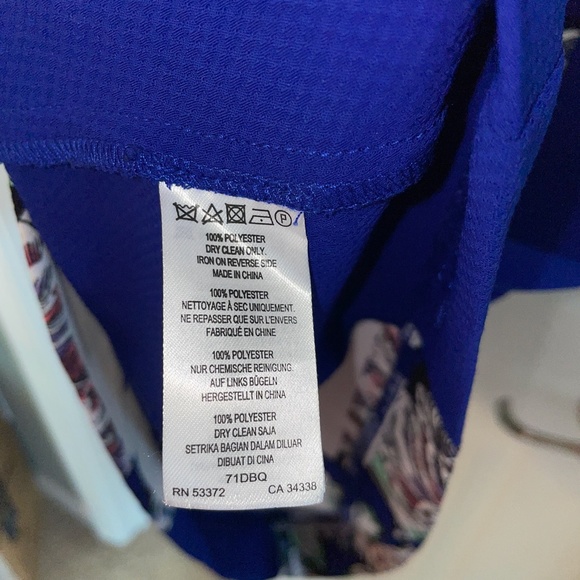 P
100% POLYESTER
DRY CLEAN ONLY.
IRON ON REVERSE SIDE
MADE IN CHINA
100% POLYESTER
NETTOYAGE À SEC UNIQUEMENT.
NE REPASSER QUE SUR L'ENVERS
FABRIQUÉ EN CHINE
100% POLYESTER
NUR CHEMISCHE REINIGUNG.
AUF LINKS BÜGELN
HERGESTELLT IN CHINA
100% POLYESTER
DRY CLEAN SAJA
SETRIKA BAGIAN DALAM DILUAR
DIBUAT DI CINA
71DBQ
RN 53372 CA 34338